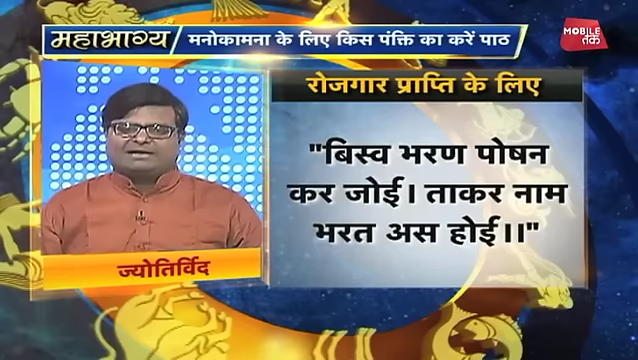 महाभाग्य
मनोकामना के लिए किस पंक्ति का करें पाठ
MOBILE
तक
रोजगार प्राप्ति के लिए
"बिस्व भरण पोषन
कर जोई। ताकर नाम
भरत अस होई।।"
ज्योतिर्विद